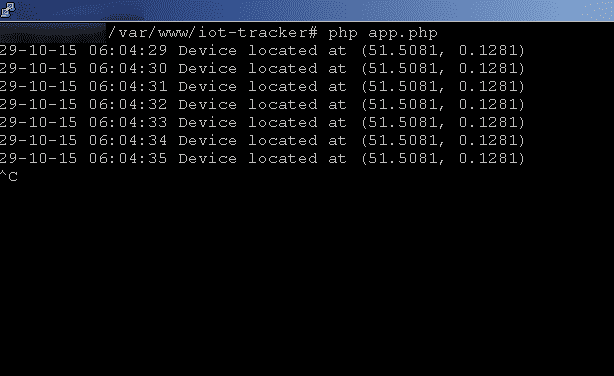 /var/www/iot-tracker# php app.php
29-10-15 06:04:29 Device located at (51.5081, 0.1281)
29-10-15 06:04:30 Device located at (51.5081, 0.1281)
29-10-15 06:04:31 Device located at (51.5081, 0.1281)
29-10-15 06:04:32 Device located at (51.5081, 0.1281)
29-10-15 06:04:33 Device located at (51.5081, 0.1281)
29-10-15 06:04:34 Device located at (51.5081, 0.1281)
29-10-15 06:04:35 Device located at (51.5081, 0.1281)
^C